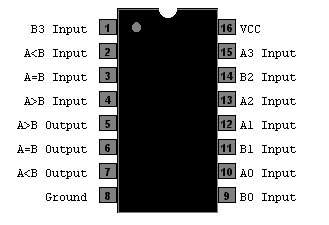 B3 Input 1 16 VCC
A<B Input 2 15 A3 Input
A=B Input 3 14 B2 Input
A>B Input 4 13 A2 Input
A>B Output 5 12 A1 Input
A=B Output 6 11 B1 Input
A<B Output 7 10 A0 Input
Ground 8 9 B0 Input